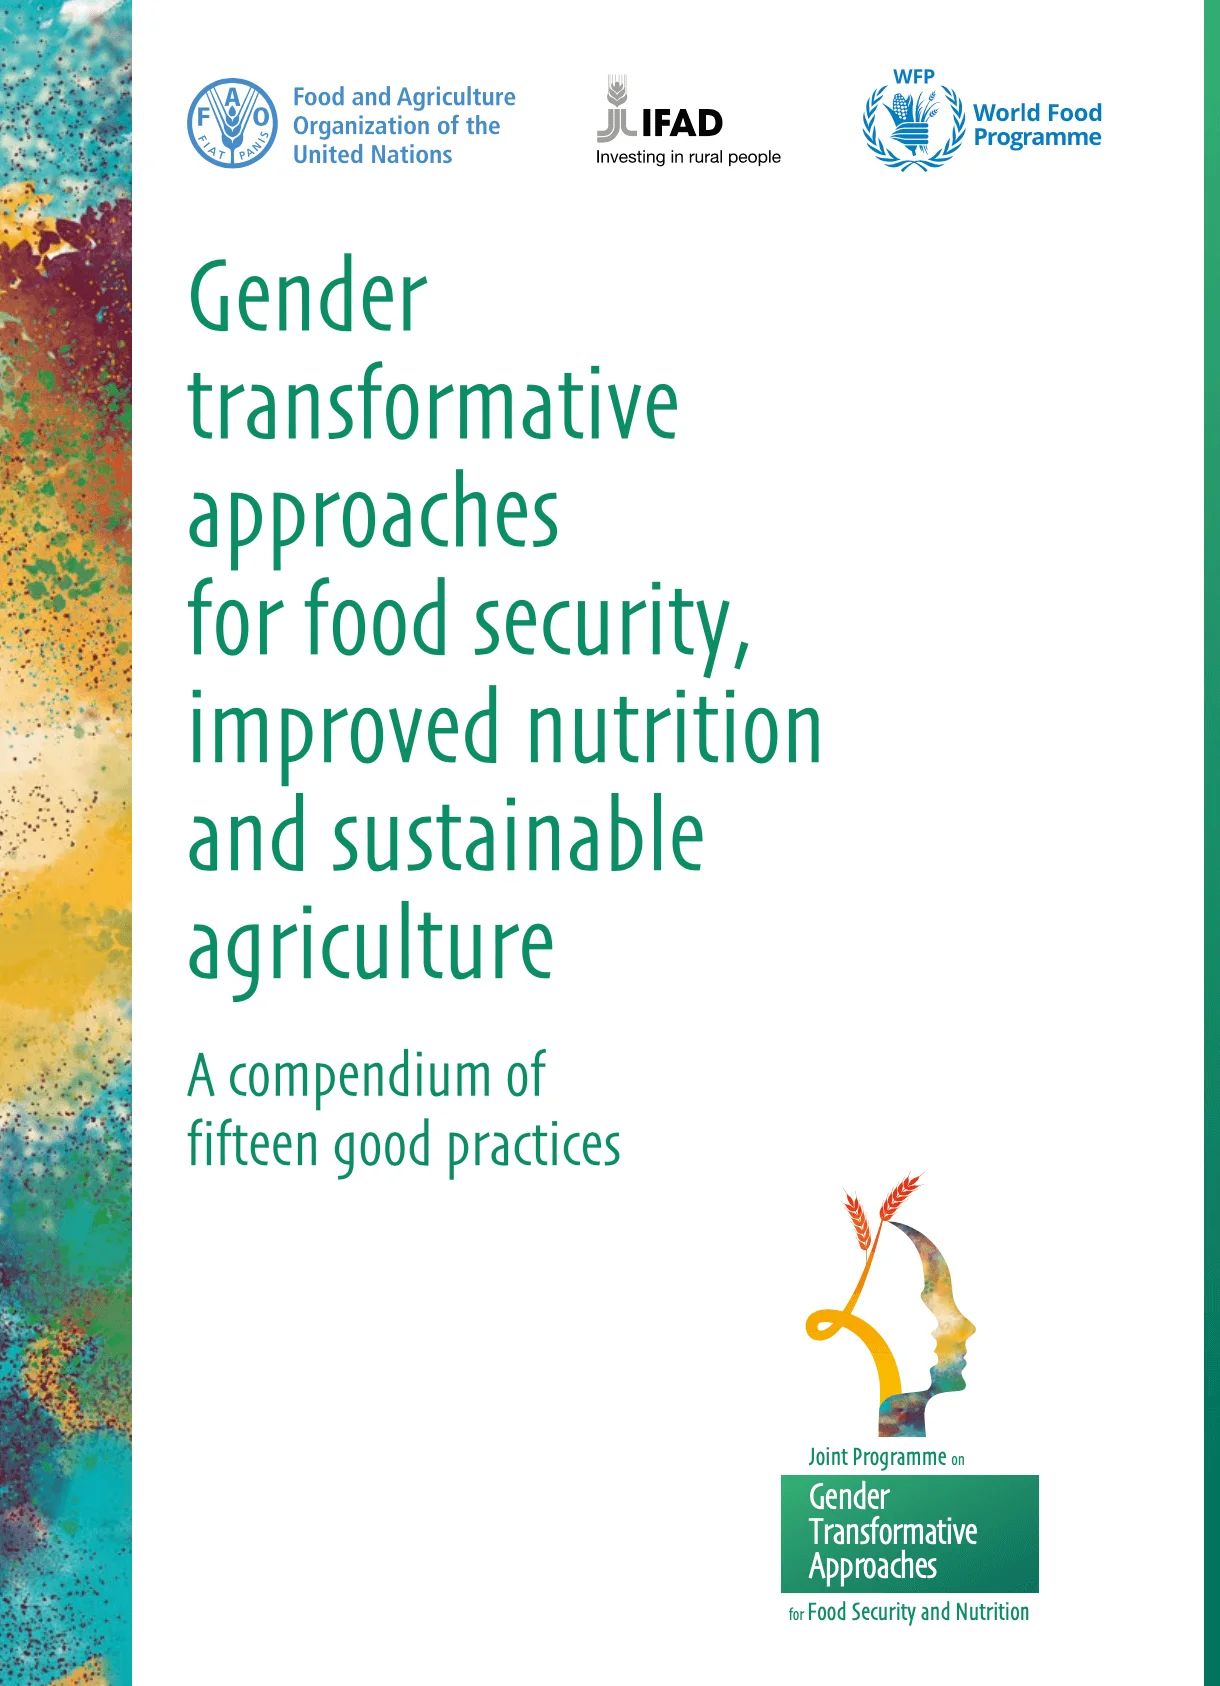 FAO
FIAT PANIS
Food and Agriculture
Organization of the
United Nations
IFAD
Investing in rural people
WFP
World Food
Programme
Gender
transformative
approaches
for food security,
improved nutrition
and sustainable
agriculture
A compendium of
fifteen good practices
Joint Programme on
Gender
Transformative
Approaches
for Food Security and Nutrition